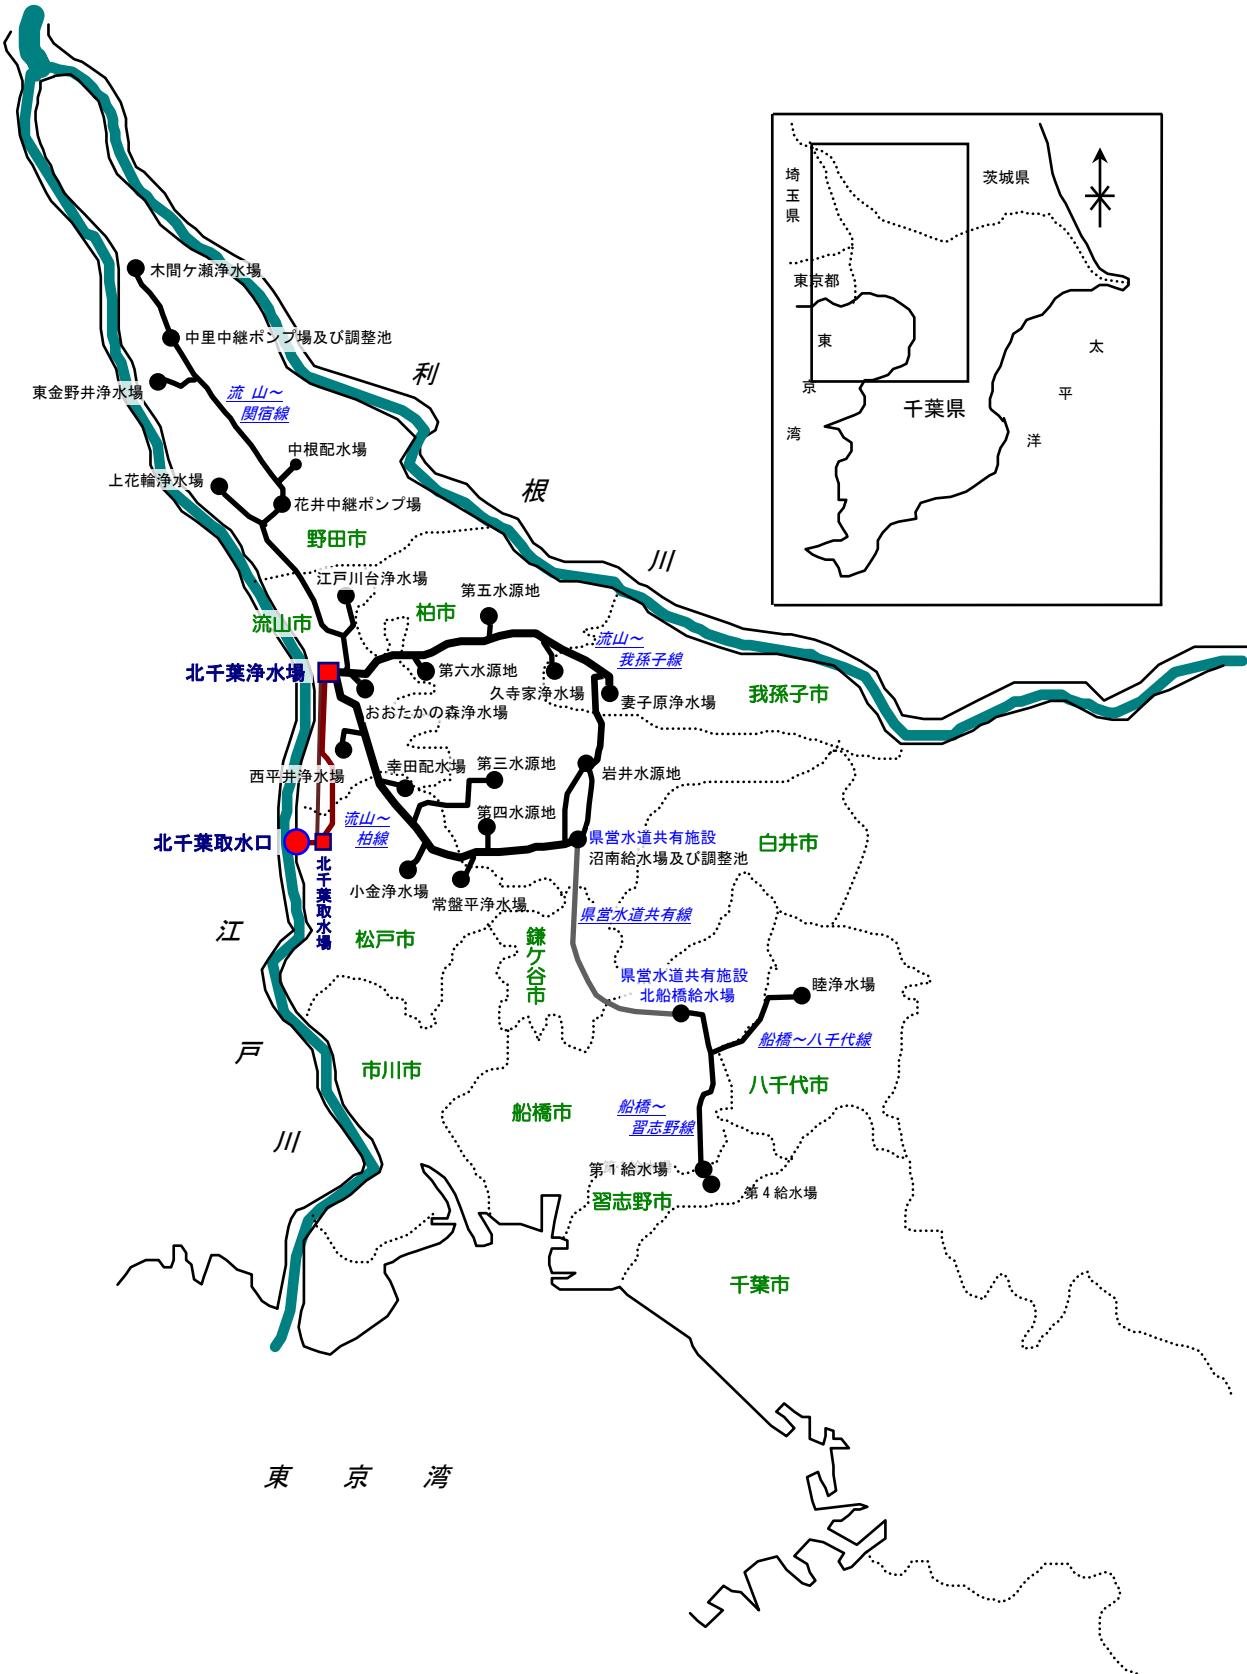 埼玉県
茨城県
東京都
東京湾
千葉県
太平洋
木間ケ瀬浄水場
中里中継ポンプ場及び調整池
東金野井浄水場
流 山～
関宿線
利根川
中根配水場
上花輪浄水場
花井中継ポンプ場
野田市
江戸川台浄水場
第五水源地
柏市
流山市
流山～
我孫子線
北千葉浄水場
第六水源地
久寺家浄水場
妻子原浄水場
我孫子市
おおたかの森浄水場
西平井浄水場
幸田配水場
第三水源地
岩井水源地
流山～
柏線
第四水源地
北千葉取水口
北千葉取水場
県営水道共有施設
沼南給水場及び調整池
白井市
小金浄水場
常盤平浄水場
県営水道共有線
江戸川
松戸市
鎌ケ谷市
県営水道共有施設
北船橋給水場
睦浄水場
船橋～八千代線
市川市
八千代市
船橋市
船橋～
習志野線
給水場
第４給水場
習志野市
千葉市
東京湾